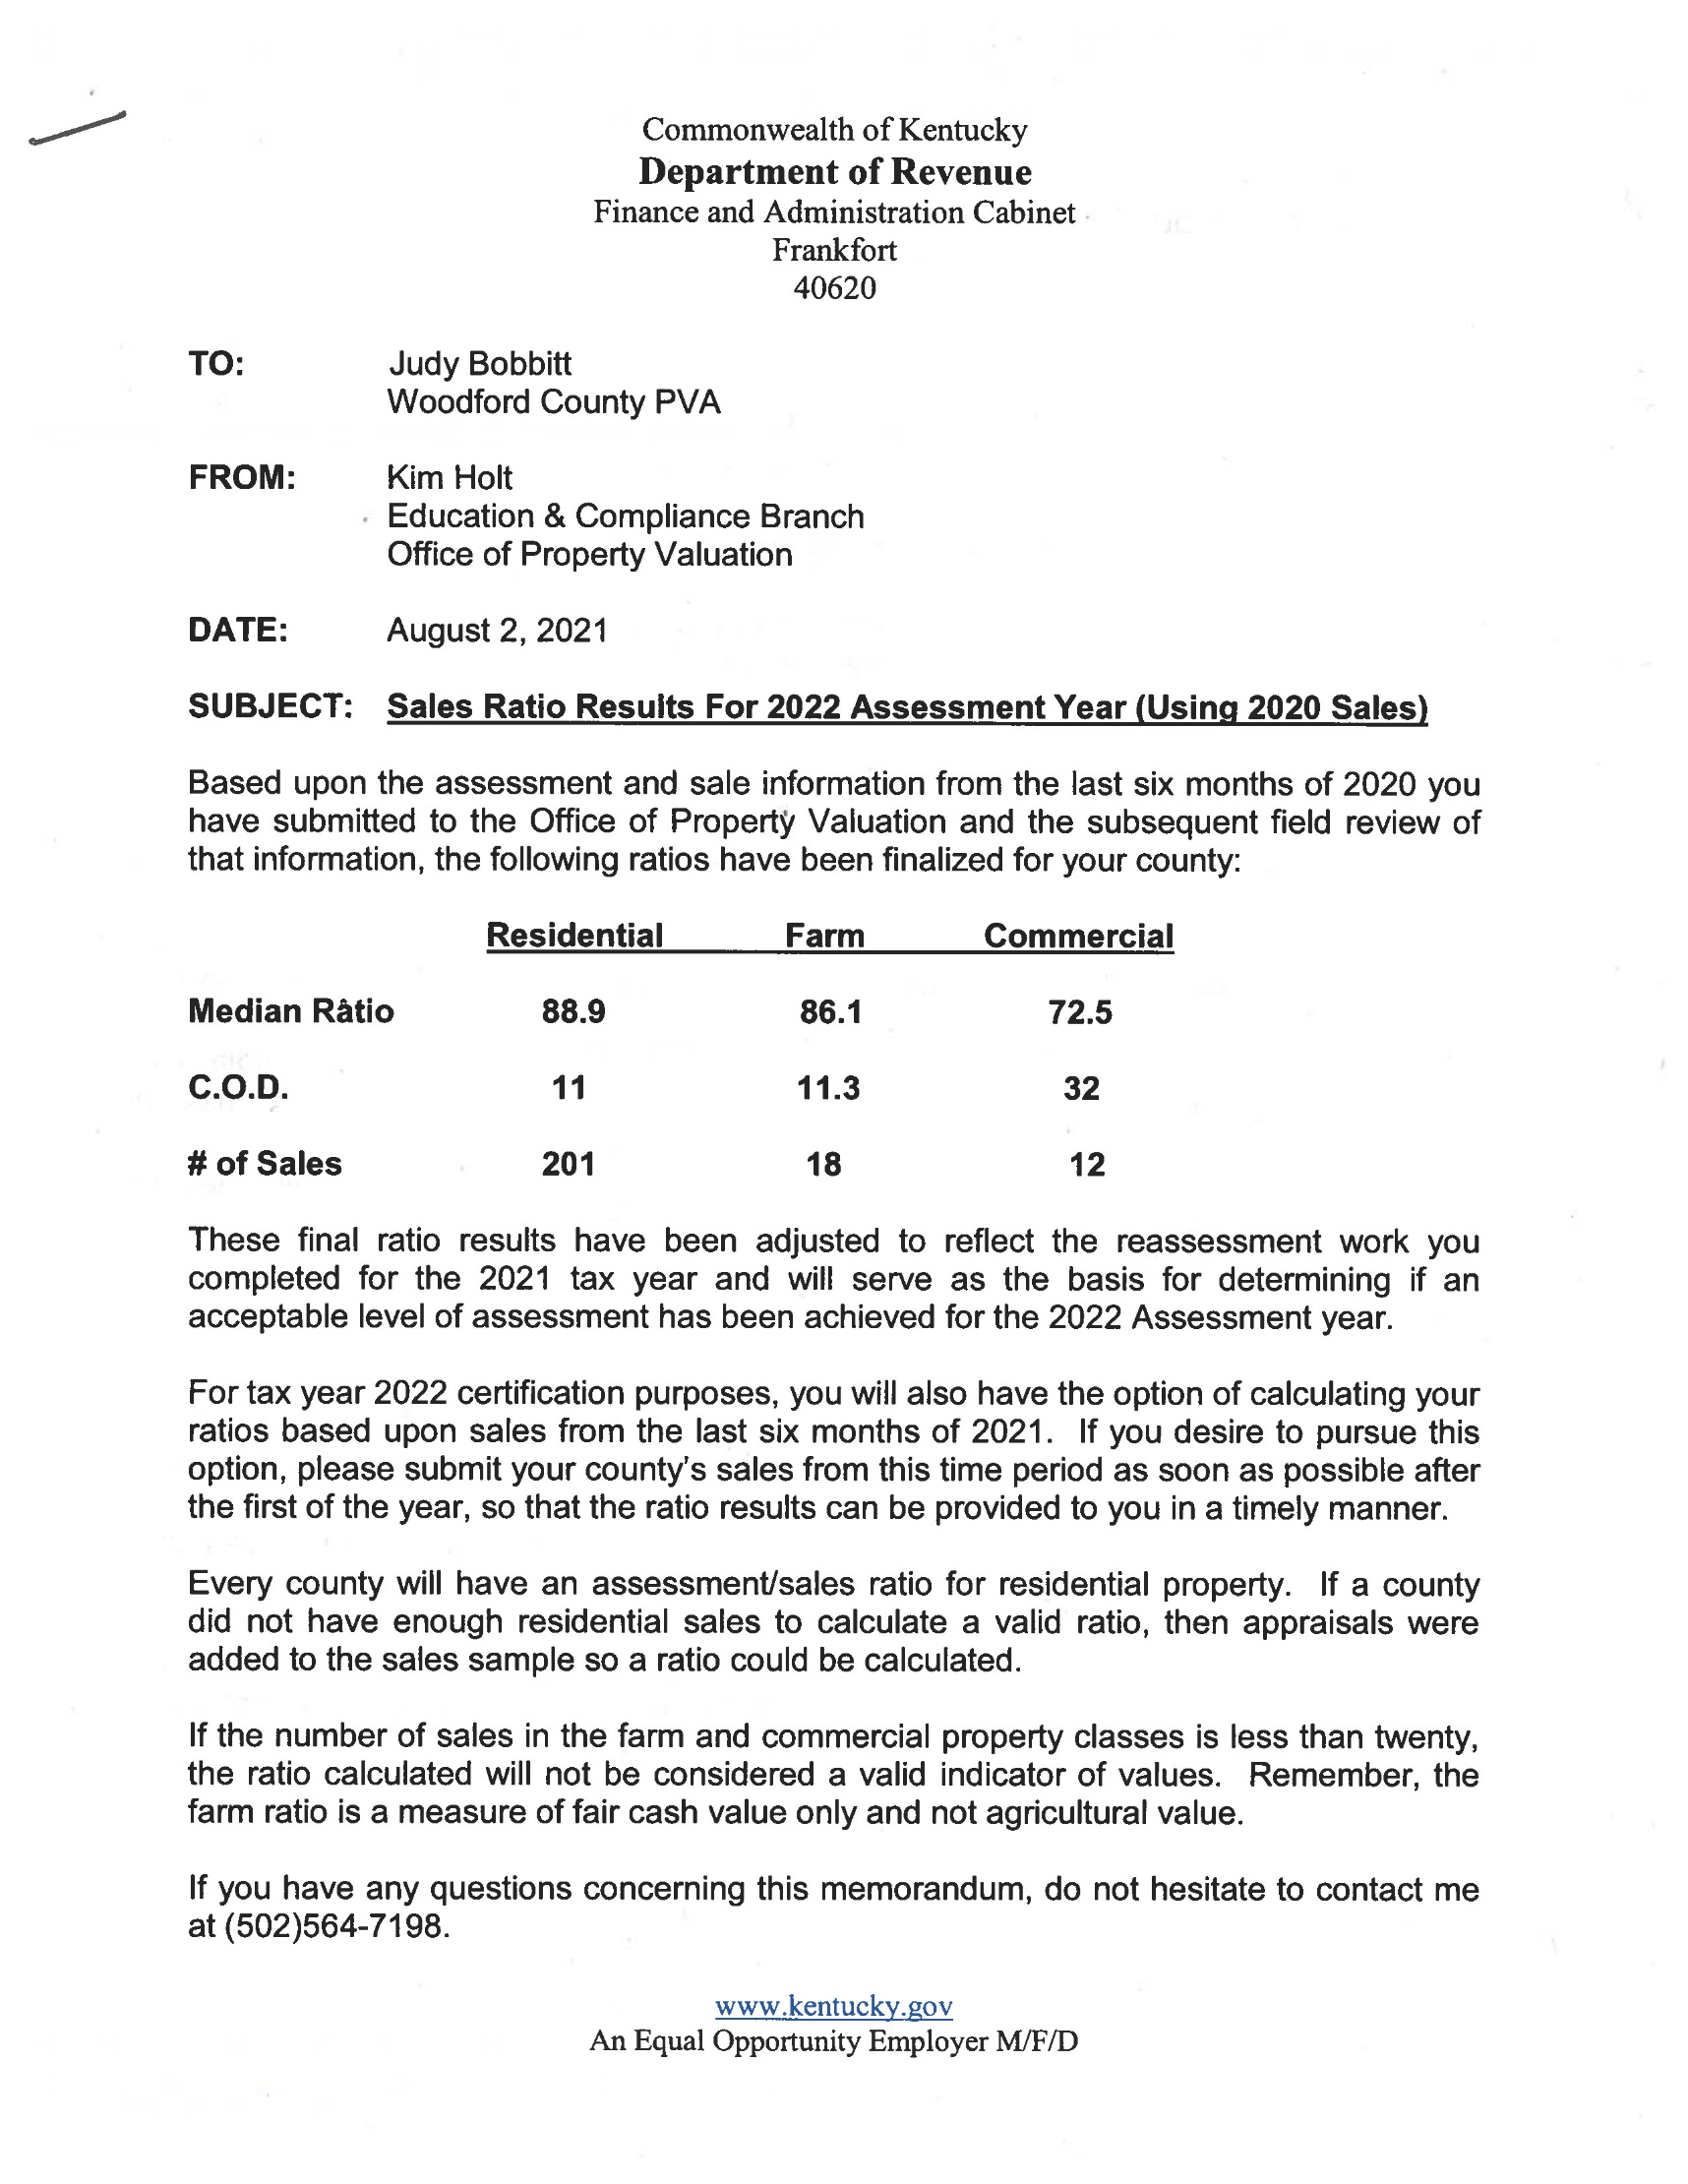 Commonwealth of Kentucky
Department of Revenue
Finance and Administration Cabinet
Frankfort
40620
TO: Judy Bobbitt
Woodford County PVA
FROM: Kim Holt
Education & Compliance Branch
Office of Property Valuation
DATE: August 2, 2021
SUBJECT: Sales Ratio Results For 2022 Assessment Year (Using 2020 Sales)
Based upon the assessment and sale information from the last six months of 2020 you
have submitted to the Office of Property Valuation and the subsequent field review of
that information, the following ratios have been finalized for your county:
Residential Farm Commercial
Median Ratio 88.9 86.1 72.5
C.O.D. 11 11.3 32
# of Sales 201 18 12
These final ratio results have been adjusted to reflect the reassessment work you
completed for the 2021 tax year and will serve as the basis for determining if an
acceptable level of assessment has been achieved for the 2022 Assessment year.
For tax year 2022 certification purposes, you will also have the option of calculating your
ratios based upon sales from the last six months of 2021. If you desire to pursue this
option, please submit your county's sales from this time period as soon as possible after
the first of the year, so that the ratio results can be provided to you in a timely manner.
Every county will have an assessment/sales ratio for residential property. If a county
did not have enough residential sales to calculate a valid ratio, then appraisals were
added to the sales sample so a ratio could be calculated.
If the number of sales in the farm and commercial property classes is less than twenty,
the ratio calculated will not be considered a valid indicator of values. Remember, the
farm ratio is a measure of fair cash value only and not agricultural value.
If you have any questions concerning this memorandum, do not hesitate to contact me
at (502)564-7198.
www.kentucky.gov
An Equal Opportunity Employer M/F/D